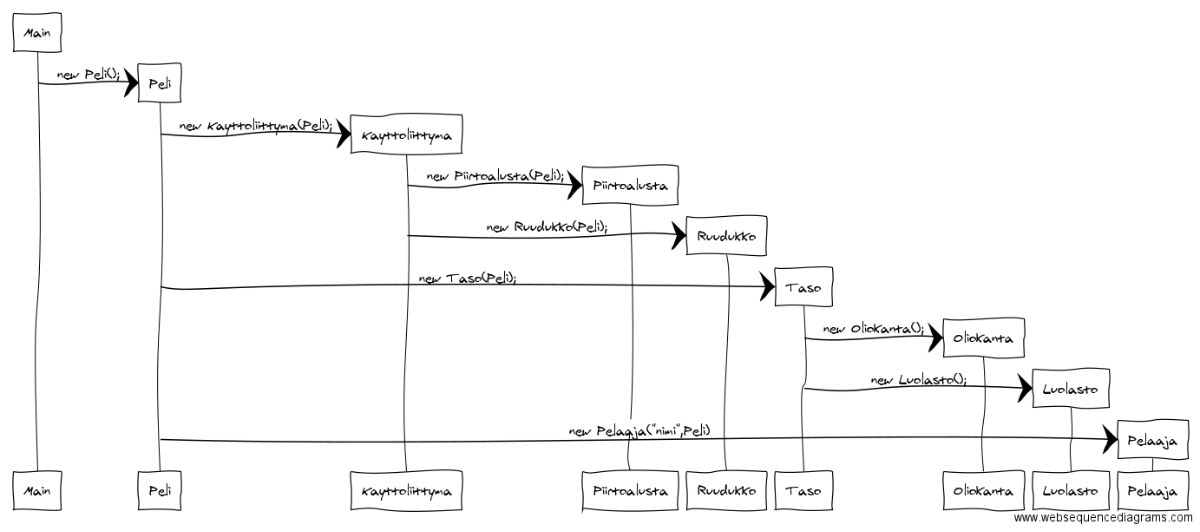 Main
new Peli();
Peli
new Kayttoliittyma(Peli);
Kayttoliittyma
new Piirtoalusta(Peli);
Piirtoalusta
new Ruudukko(Peli);
Ruudukko
new Taso(Peli);
Taso
new Oliokanta();
Oliokanta
new Luolasto();
Luolasto
new Pelaaja("nimi",Peli)
Pelaaja
Main
Peli
Kayttoliittyma
Piirtoalusta
Ruudukko
Taso
Oliokanta
Luolasto
Pelaaja
www.websequencediagrams.com